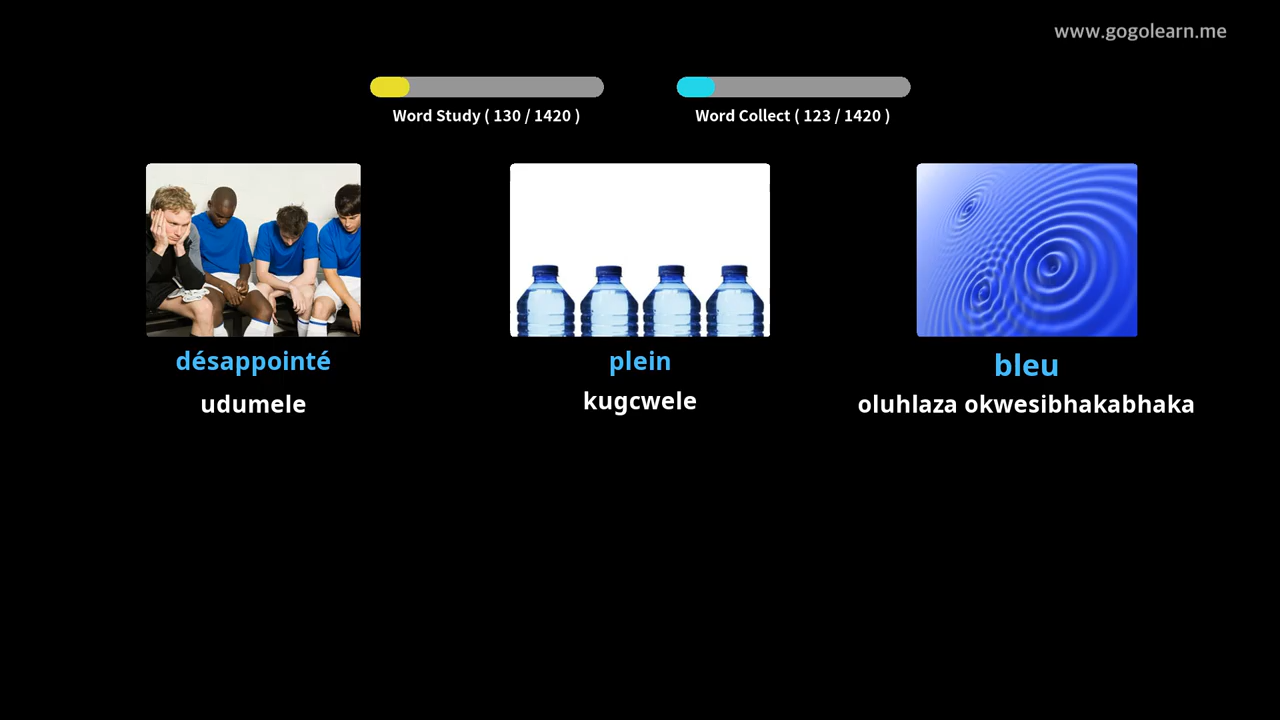 www.gogolearn.me
Word Study ( 130 / 1420 )
Word Collect ( 123 / 1420 )
désappointé
udumele
plein
kugcwele
bleu
oluhlaza okwesibhakabhaka